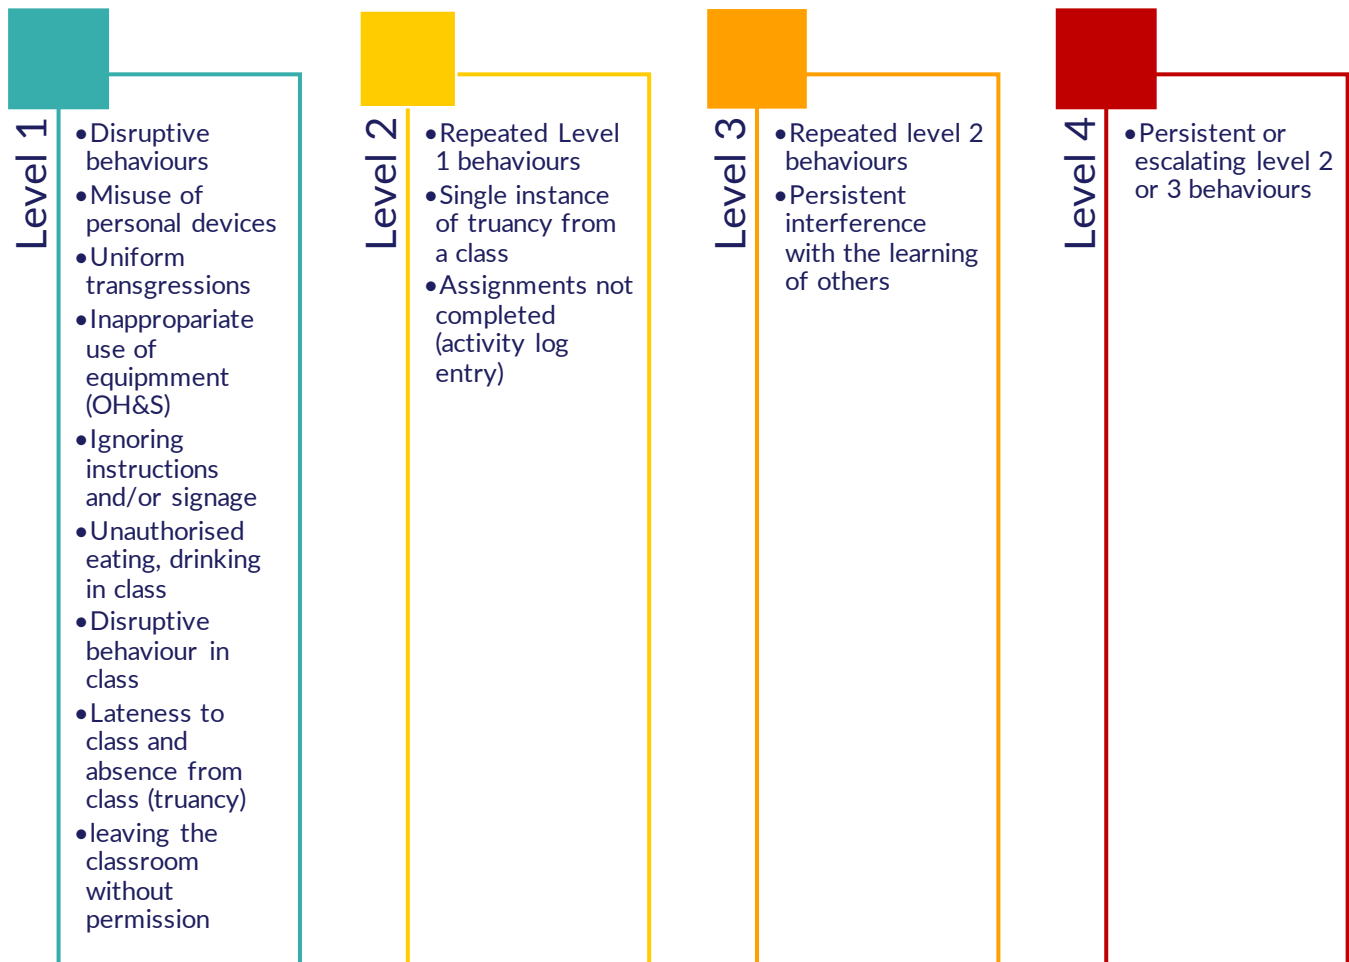 Level 1
•Disruptive
behaviours
•Misuse of
personal devices
•Uniform
transgressions
•Inappropariate
use of
equipmment
(OH&S)
•Ignoring
instructions
and/or signage
•Unauthorised
eating, drinking
in class
•Disruptive
behaviour in
class
•Lateness to
class and
absence from
class (truancy)
•leaving the
classroom
without
permission
Level 2
•Repeated Level
1 behaviours
•Single instance
of truancy from
a class
•Assignments not
completed
(activity log
entry)
Level 3
•Repeated level 2
behaviours
•Persistent
interference
with the learning
of others
Level 4
•Persistent or
escalating level 2
or 3 behaviours